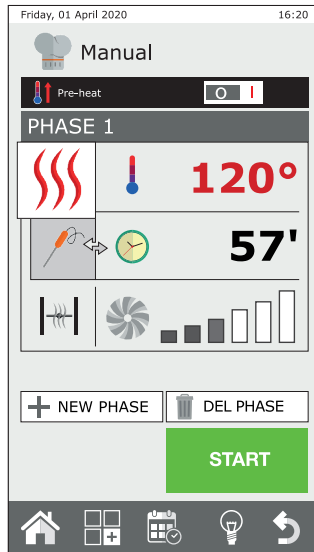 Friday, 01 April 2020 16:20
Manual
Pre-heat O I
PHASE 1
120°
57'
+ NEW PHASE DEL PHASE
START